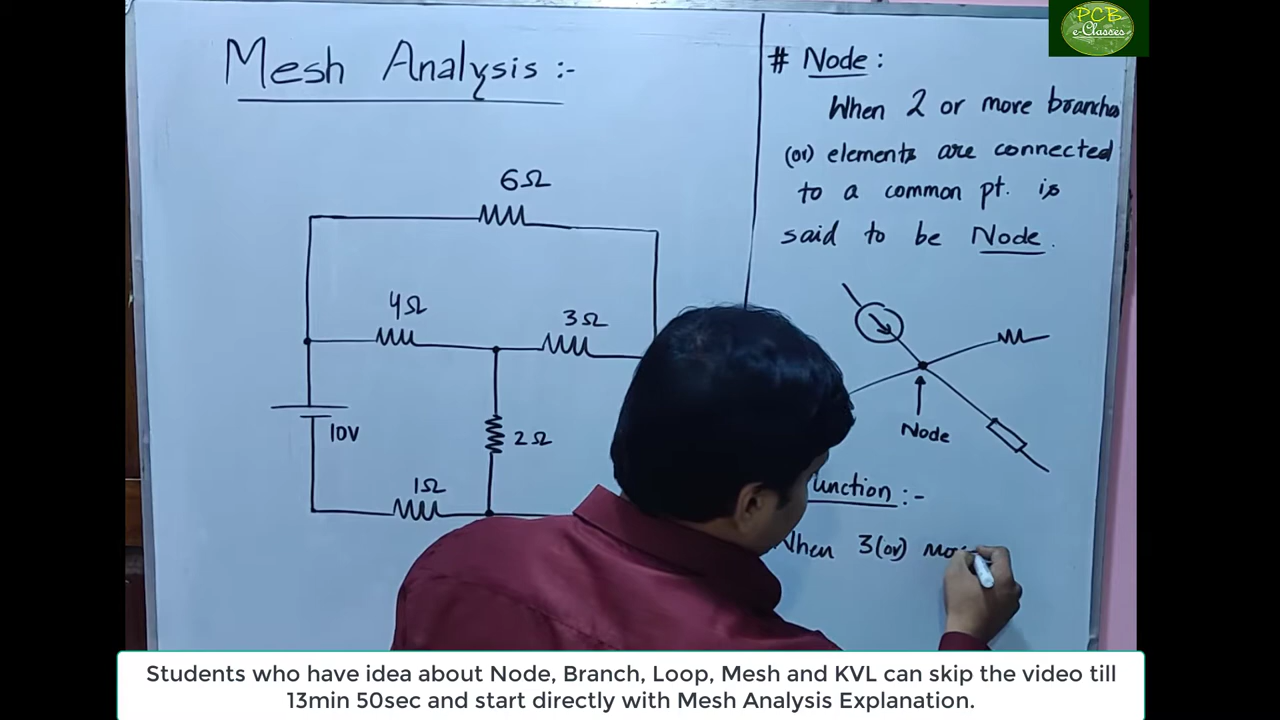 PCB
e-Classes
Mesh Analysis :-
# Node :
When 2 or more branches
(or) elements are connected
to a common pt. is
said to be Node.
6Ω
4Ω
3Ω
10V
2Ω
1Ω
Node
:-
When 3(or)
Students who have idea about Node, Branch, Loop, Mesh and KVL can skip the video till
13min 50sec and start directly with Mesh Analysis Explanation.